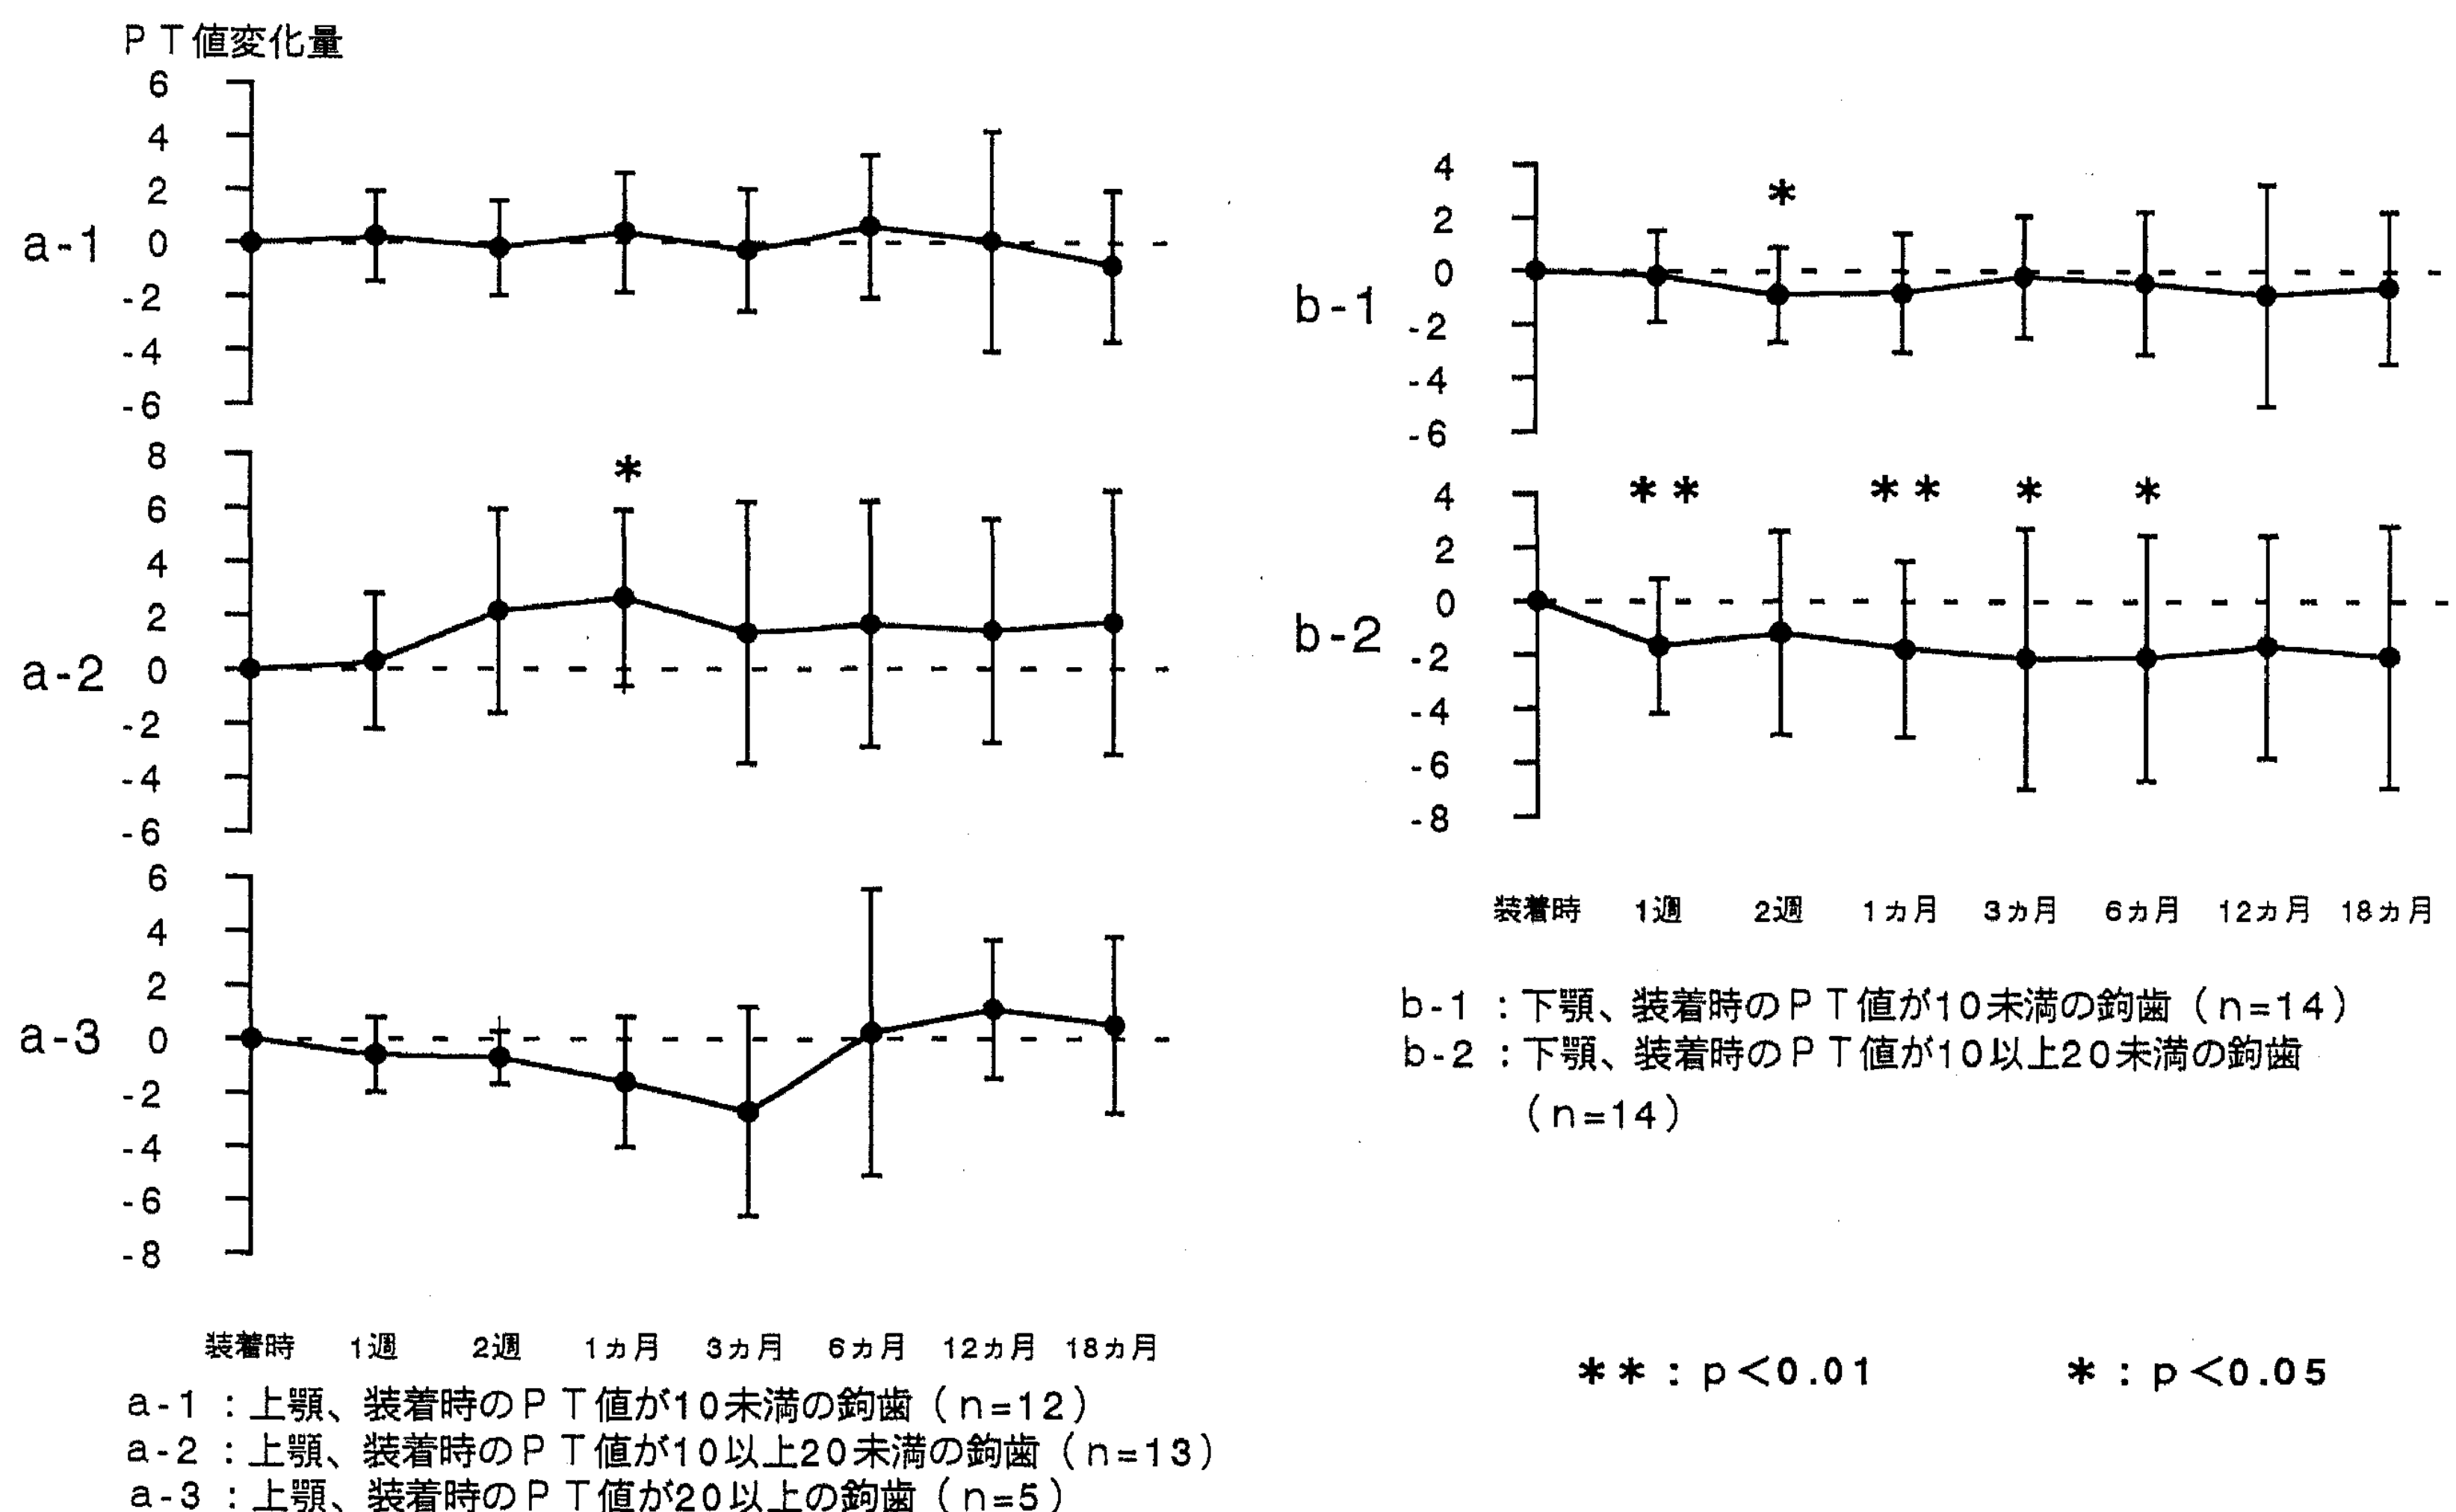 PT値変化量
6
4
2
0
-2
-4
-6
a-1
8
6
4
2
0
-2
-4
-6
a-2
*
6
4
2
0
-2
-4
-6
-8
a-3
装着時 1週 2週 1ヵ月 3ヵ月 6ヵ月 12ヵ月 18ヵ月
a-1：上顎、装着時のPT値が10未満の鉤歯（n=12）
a-2：上顎、装着時のPT値が10以上20未満の鉤歯（n=13）
a-3：上顎、装着時のPT値が20以上の鉤歯（n=5）
4
2
0
-2
-4
-6
b-1
*
4
2
0
-2
-4
-6
-8
b-2
** ** * *
装着時 1週 2週 1ヵ月 3ヵ月 6ヵ月 12ヵ月 18ヵ月
b-1：下顎、装着時のPT値が10未満の鉤歯（n=14）
b-2：下顎、装着時のPT値が10以上20未満の鉤歯
（n=14）
**：p<0.01 *：p<0.05